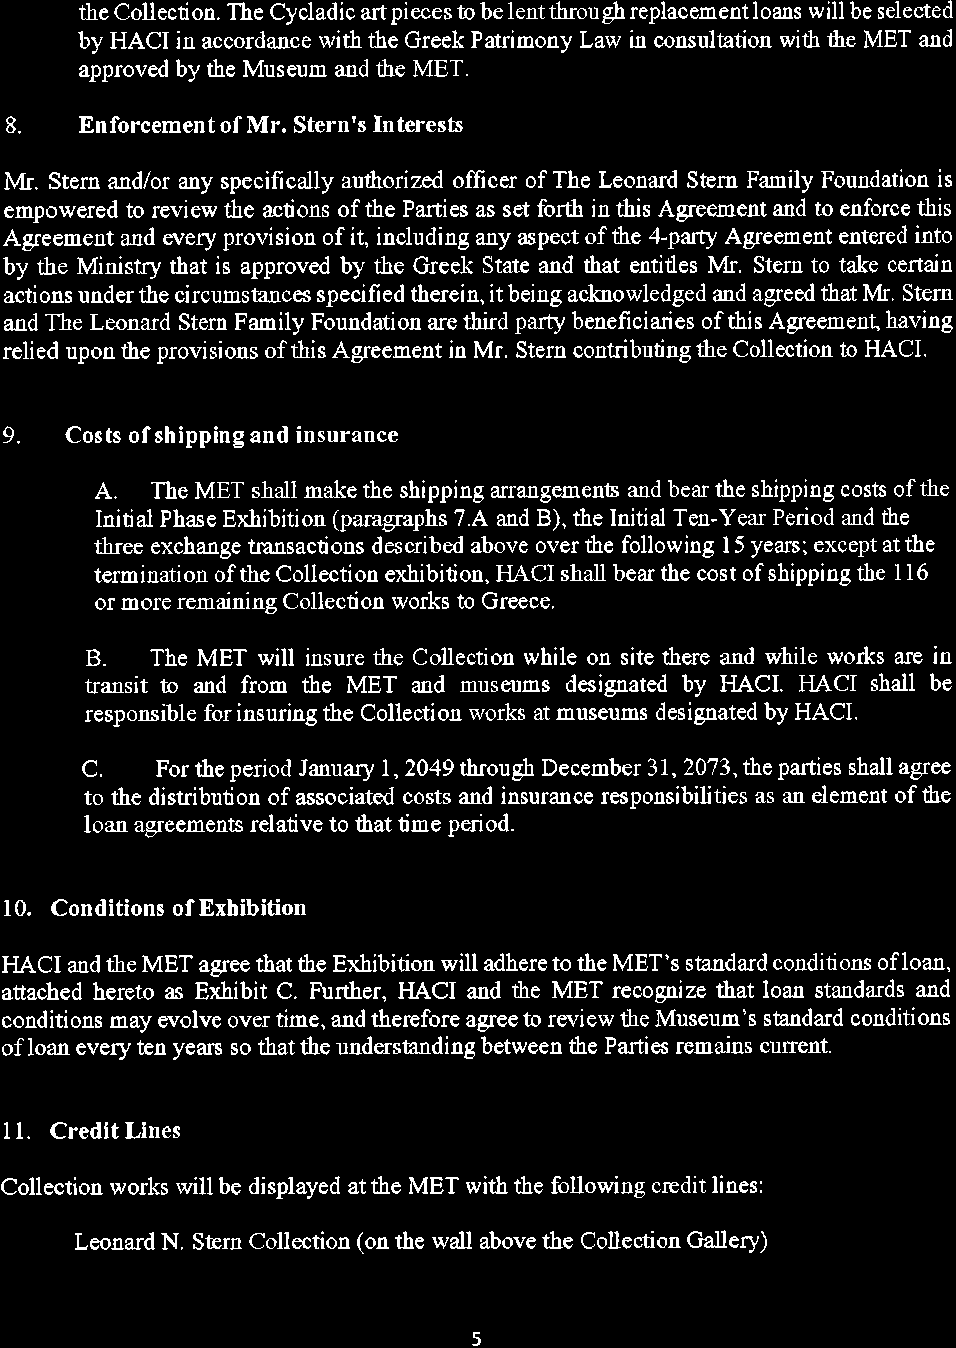 the Collection. The Cycladic art pieces to be lent through replacement loans will be selected
by HACI in accordance with the Greek Patrimony Law in consultation with the MET and
approved by the Museum and the MET.
8. Enforcement of Mr. Stern's Interests
Mr. Stern and/or any specifically authorized officer of The Leonard Stern Family Foundation is
empowered to review the actions of the Parties as set forth in this Agreement and to enforce this
Agreement and every provision of it, including any aspect of the 4-party Agreement entered into
by the Ministry that is approved by the Greek State and that entitles Mr. Stern to take certain
actions under the circumstances specified therein, it being acknowledged and agreed that Mr. Stern
and The Leonard Stern Family Foundation are third party beneficiaries of this Agreement, having
relied upon the provisions of this Agreement in Mr. Stern contributing the Collection to HACI.
9. Costs of shipping and insurance
A. The MET shall make the shipping arrangements and bear the shipping costs of the
Initial Phase Exhibition (paragraphs 7.A and B), the Initial Ten-Year Period and the
three exchange transactions described above over the following 15 years; except at the
termination of the Collection exhibition, HACI shall bear the cost of shipping the 116
or more remaining Collection works to Greece.
B. The MET will insure the Collection while on site there and while works are in
transit to and from the MET and museums designated by HACI. HACI shall be
responsible for insuring the Collection works at museums designated by HACI.
C. For the period January 1, 2049 through December 31, 2073, the parties shall agree
to the distribution of associated costs and insurance responsibilities as an element of the
loan agreements relative to that time period.
10. Conditions of Exhibition
HACI and the MET agree that the Exhibition will adhere to the MET's standard conditions of loan,
attached hereto as Exhibit C. Further, HACI and the MET recognize that loan standards and
conditions may evolve over time, and therefore agree to review the Museum's standard conditions
of loan every ten years so that the understanding between the Parties remains current.
11. Credit Lines
Collection works will be displayed at the MET with the following credit lines:
Leonard N. Stern Collection (on the wall above the Collection Gallery)
5